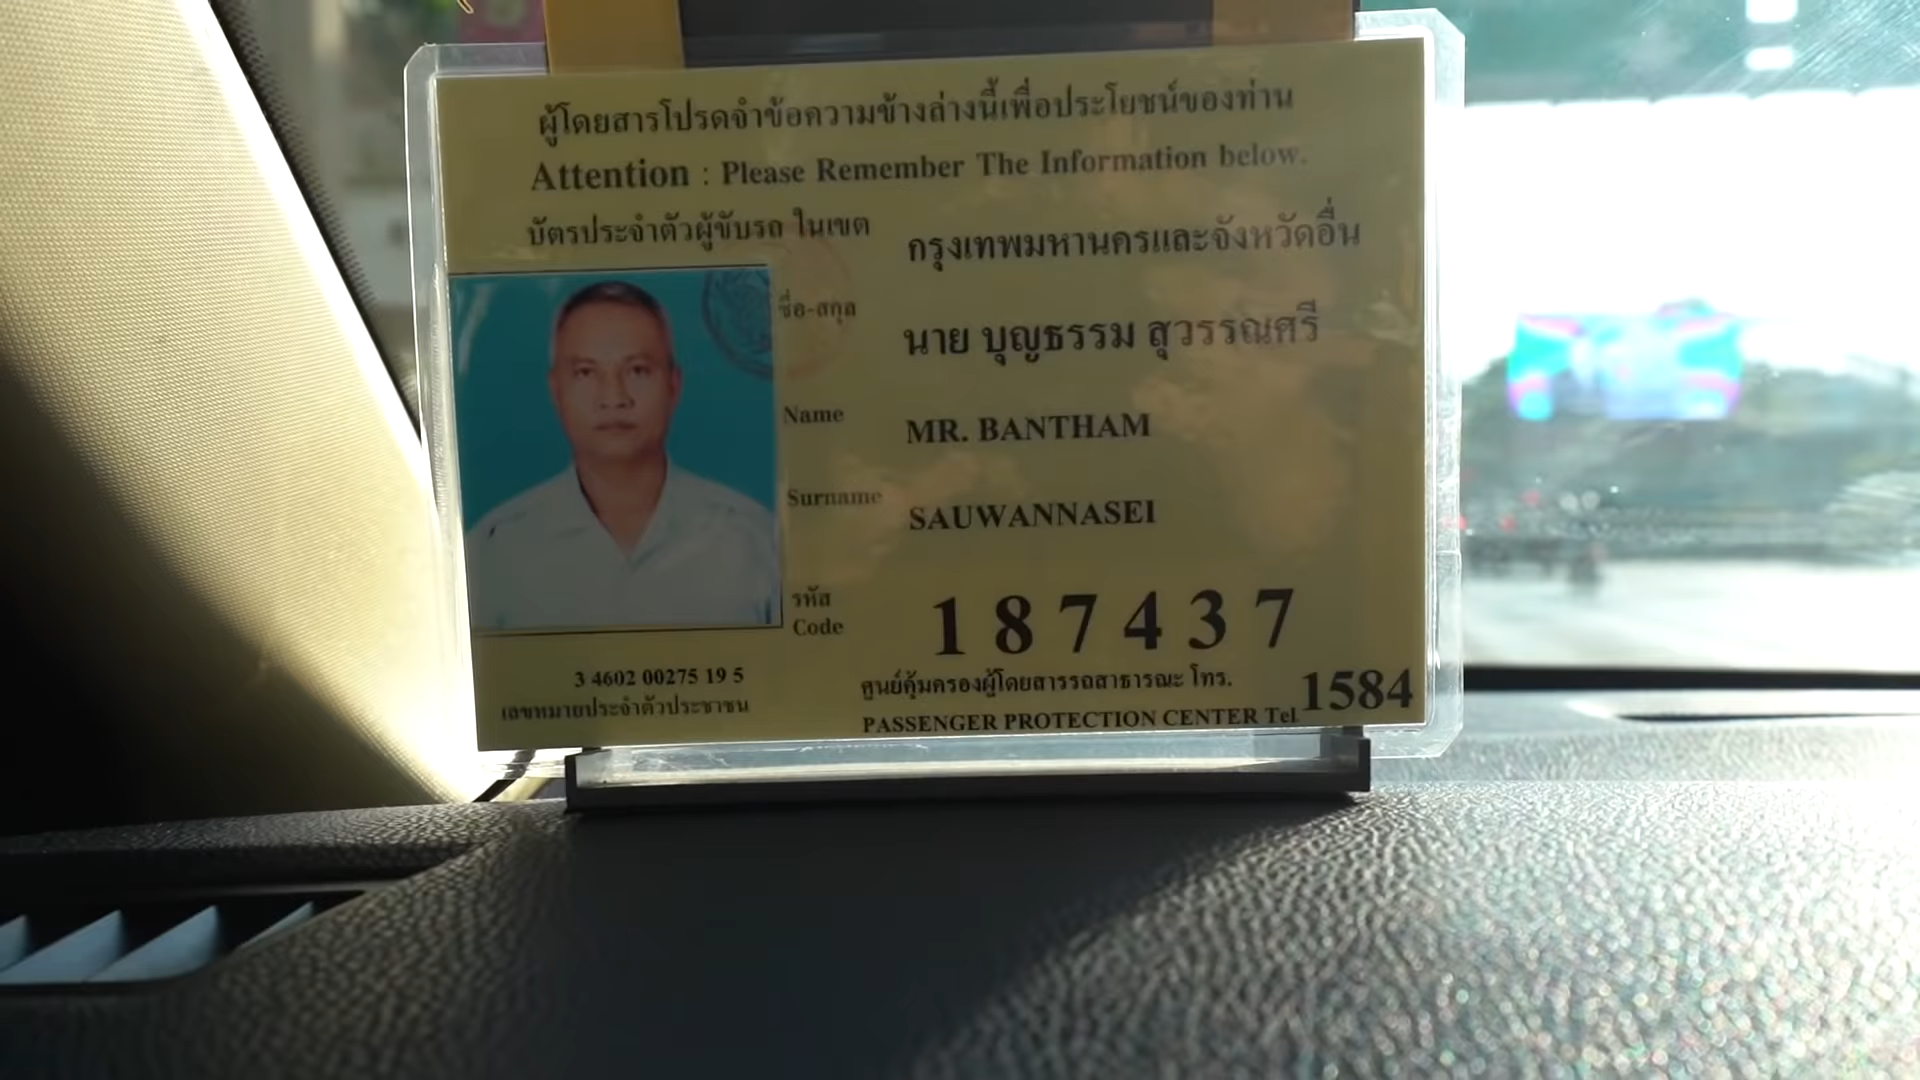 ผู้โดยสารโปรดจำข้อความข้างล่างนี้เพื่อประโยชน์ของท่าน
Attention : Please Remember The Information below.
บัตรประจำตัวผู้ขับรถ ในเขต กรุงเทพมหานครและจังหวัดอื่น
ชื่อ-สกุล นาย บุญธรรม สุวรรณศรี
Name MR. BANTHAM
Surname SAUWANNASEI
รหัส
Code 187437
3 4602 00275 19 5
เลขหมายประจำตัวประชาชน
ศูนย์คุ้มครองผู้โดยสารรถสาธารณะ โทร. 1584
PASSENGER PROTECTION CENTER Tel.